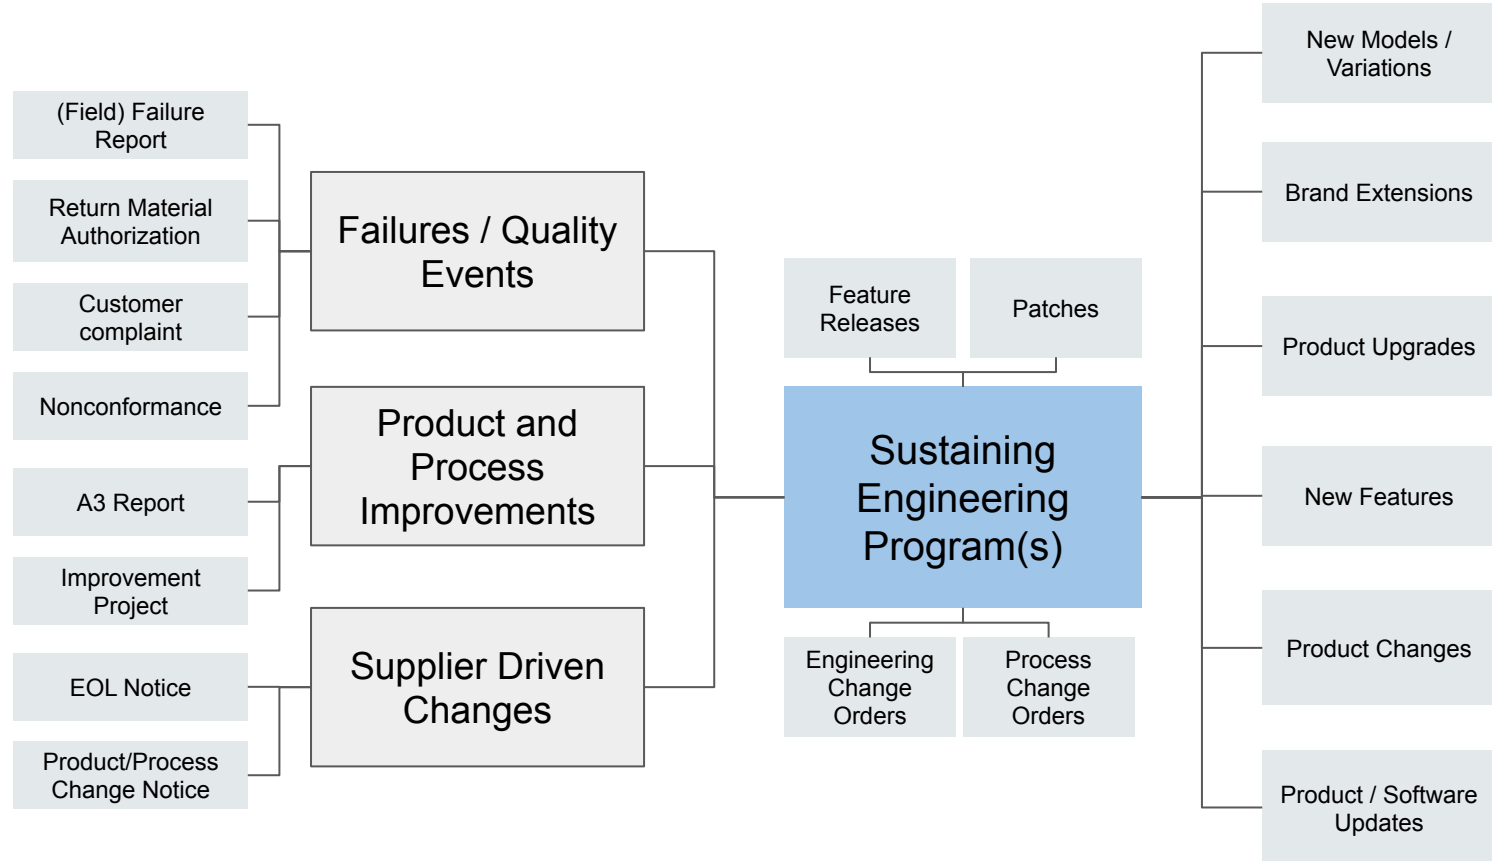 (Field) Failure
Report
Return Material
Authorization
Customer
complaint
Nonconformance
A3 Report
Improvement
Project
EOL Notice
Product/Process
Change Notice
Failures / Quality
Events
Product and
Process
Improvements
Supplier Driven
Changes
Feature
Releases
Patches
Sustaining
Engineering
Program(s)
Engineering
Change
Orders
Process
Change
Orders
New Models /
Variations
Brand Extensions
Product Upgrades
New Features
Product Changes
Product / Software
Updates